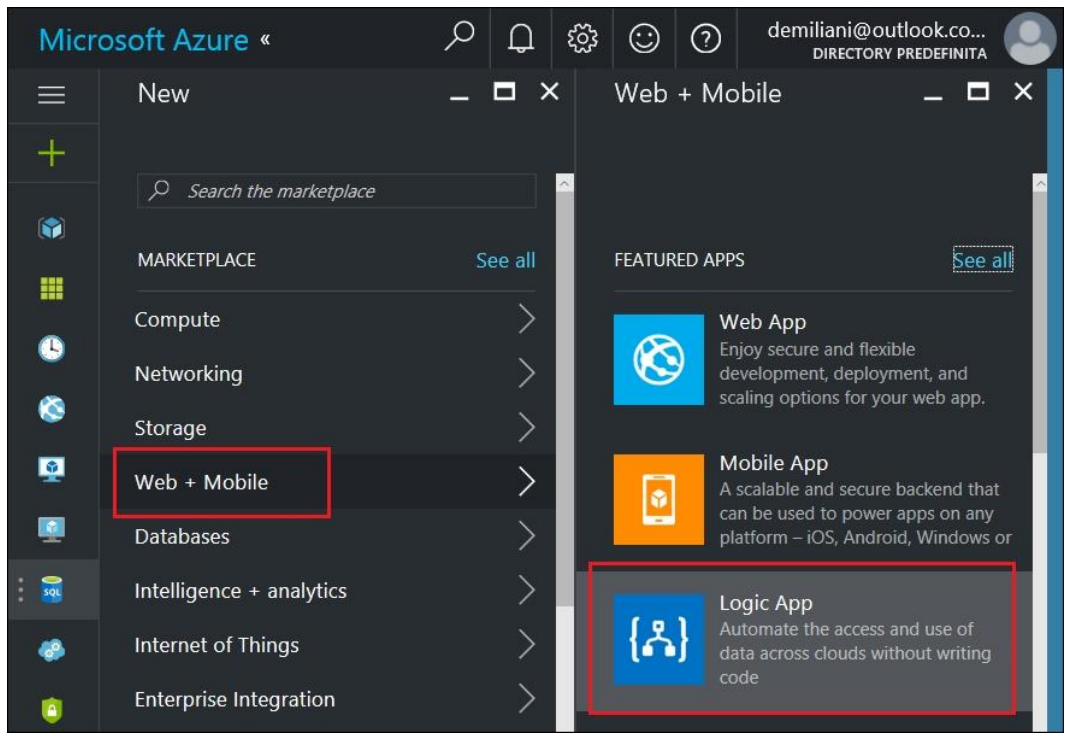 Microsoft Azure «
demiliani@outlook.co...
DIRECTORY PREDEFINITA
New
Search the marketplace
MARKETPLACE
See all
Compute
Networking
Storage
Web + Mobile
Databases
Intelligence + analytics
Internet of Things
Enterprise Integration
Web + Mobile
FEATURED APPS
See all
Web App
Enjoy secure and flexible
development, deployment, and
scaling options for your web app.
Mobile App
A scalable and secure backend that
can be used to power apps on any
platform – iOS, Android, Windows or
Logic App
Automate the access and use of
data across clouds without writing
code
SQL